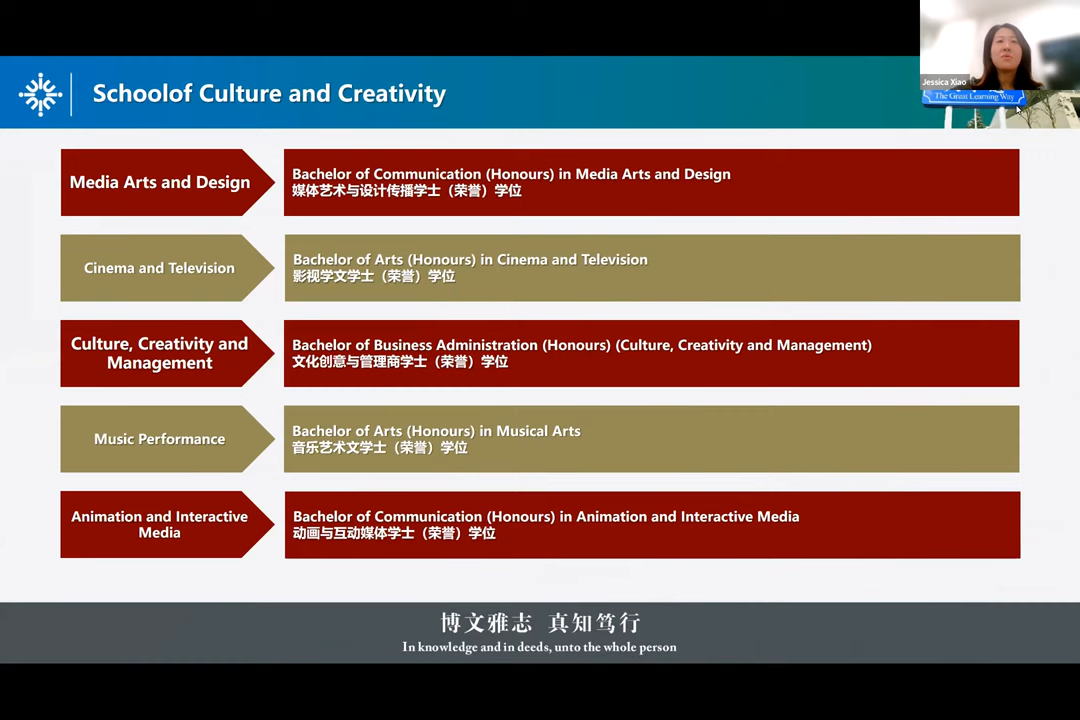 Schoolof Culture and Creativity
Jessica Xiao
The Great Learning Way
Media Arts and Design
Bachelor of Communication (Honours) in Media Arts and Design
媒体艺术与设计传播学士（荣誉）学位
Cinema and Television
Bachelor of Arts (Honours) in Cinema and Television
影视学文学士（荣誉）学位
Culture, Creativity and
Management
Bachelor of Business Administration (Honours) (Culture, Creativity and Management)
文化创意与管理商学士（荣誉）学位
Music Performance
Bachelor of Arts (Honours) in Musical Arts
音乐艺术文学士（荣誉）学位
Animation and Interactive
Media
Bachelor of Communication (Honours) in Animation and Interactive Media
动画与互动媒体学士（荣誉）学位
博文雅志 真知笃行
In knowledge and in deeds, unto the whole person